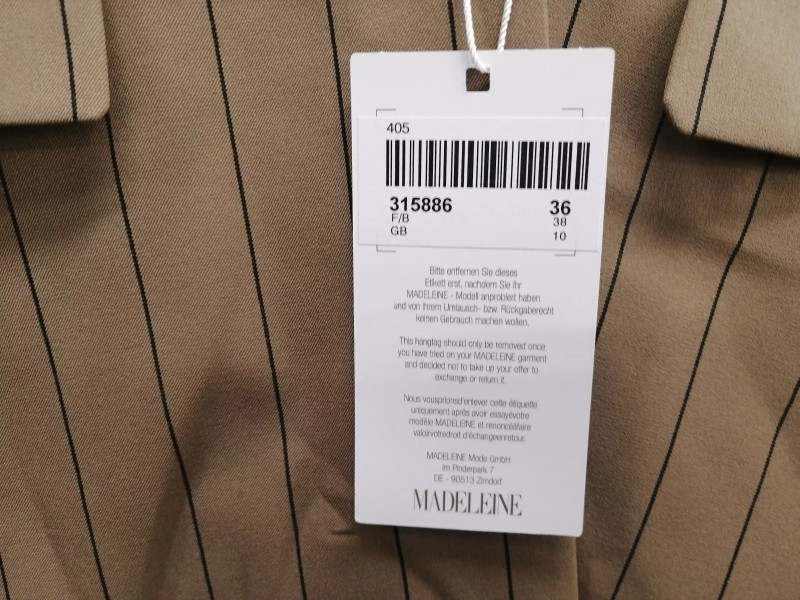 405
315886 36
F/B 38
GB 10
Bitte entfernen Sie dieses
Etikett erst, nachdem Sie Ihr
MADELEINE - Modell anprobiert haben
und von Ihrem Umtausch- bzw. Rückgaberecht
keinen Gebrauch machen wollen.
This hangtag should only be removed once
you have tried on your MADELEINE garment
and decided not to take up your offer to
exchange or return it.
Nous vousprionsd'enlever cette étiquette
uniquement après avoir essayévotre
modèle MADELEINE et renoncéàfaire
valoirvotredroit d'échangeenretour.
MADELEINE Mode GmbH
Im Pinderpark 7
DE - 90513 Zirndorf
MADELEINE